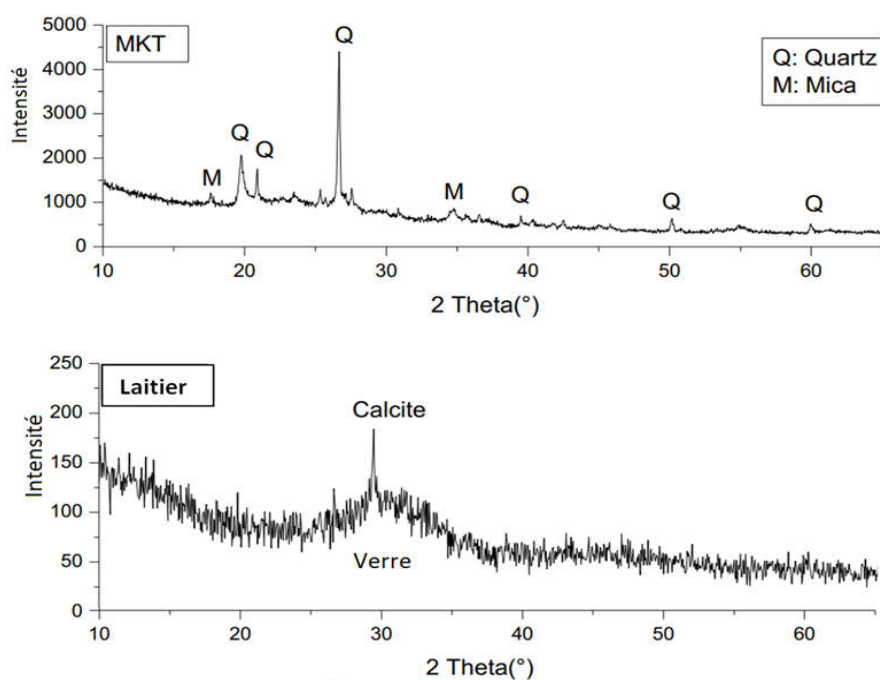 MKT
Q: Quartz
M: Mica
Q
Q
Q
M
M
Q
Q
Q
5000
4000
3000
2000
1000
0
Intensité
10 20 30 40 50 60
2 Theta(°)
Laitier
Calcite
Verre
250
200
150
100
50
0
Intensité
10 20 30 40 50 60
2 Theta(°)